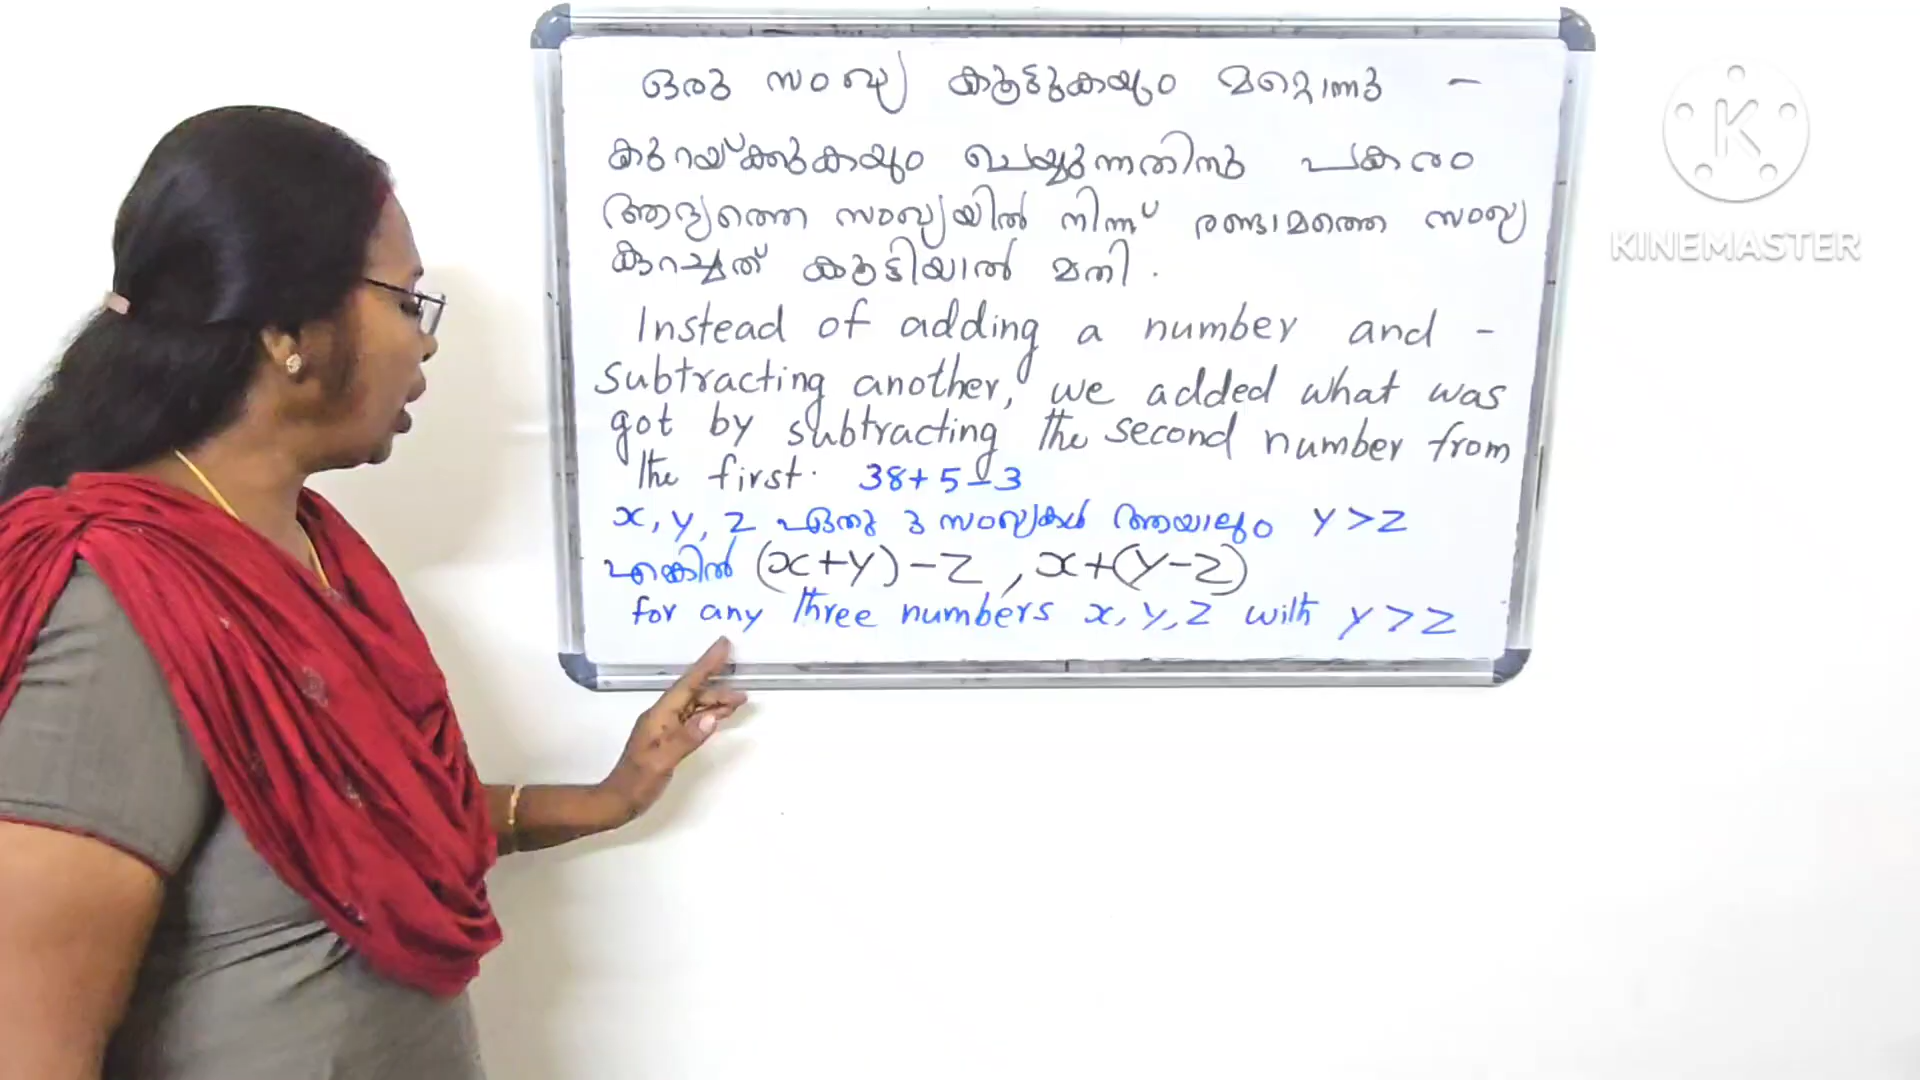 ഒരു സംഖ്യ കൂട്ടുകയും മറ്റൊന്നു -
കുറയ്ക്കുകയും ചെയ്യുന്നതിനു പകരം
ആദ്യത്തെ സംഖ്യയിൽ നിന്ന് രണ്ടാമത്തെ സംഖ്യ
കുറച്ചത് കൂട്ടിയാൽ മതി .
Instead of adding a number and -
subtracting another, we added what was
got by subtracting the second number from
the first. 38+5-3
x, y, z ഏതു 3 സംഖ്യകൾ ആയാലും y>z
എങ്കിൽ (x+y)-z , x+(y-z)
for any three numbers x, y, z with y>z
KINEMASTER